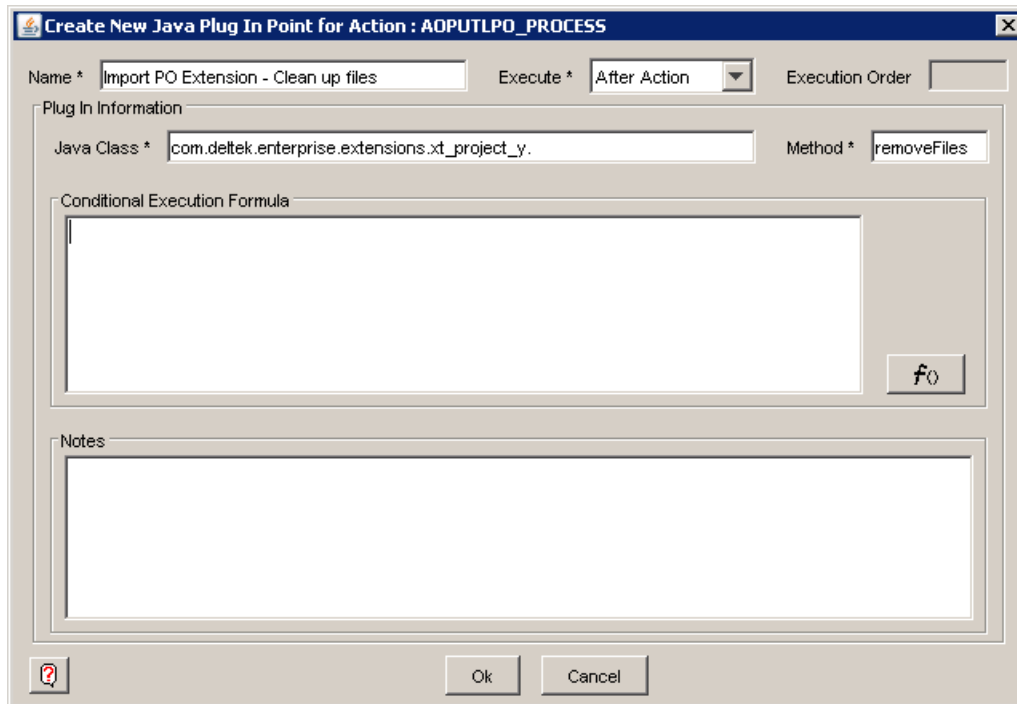 Create New Java Plug In Point for Action : AOPUTLPO_PROCESS
Name * Import PO Extension - Clean up files Execute * After Action Execution Order
Plug In Information
Java Class * com.deltek.enterprise.extensions.xt_project_y. Method * removeFiles
Conditional Execution Formula
f()
Notes
Ok Cancel